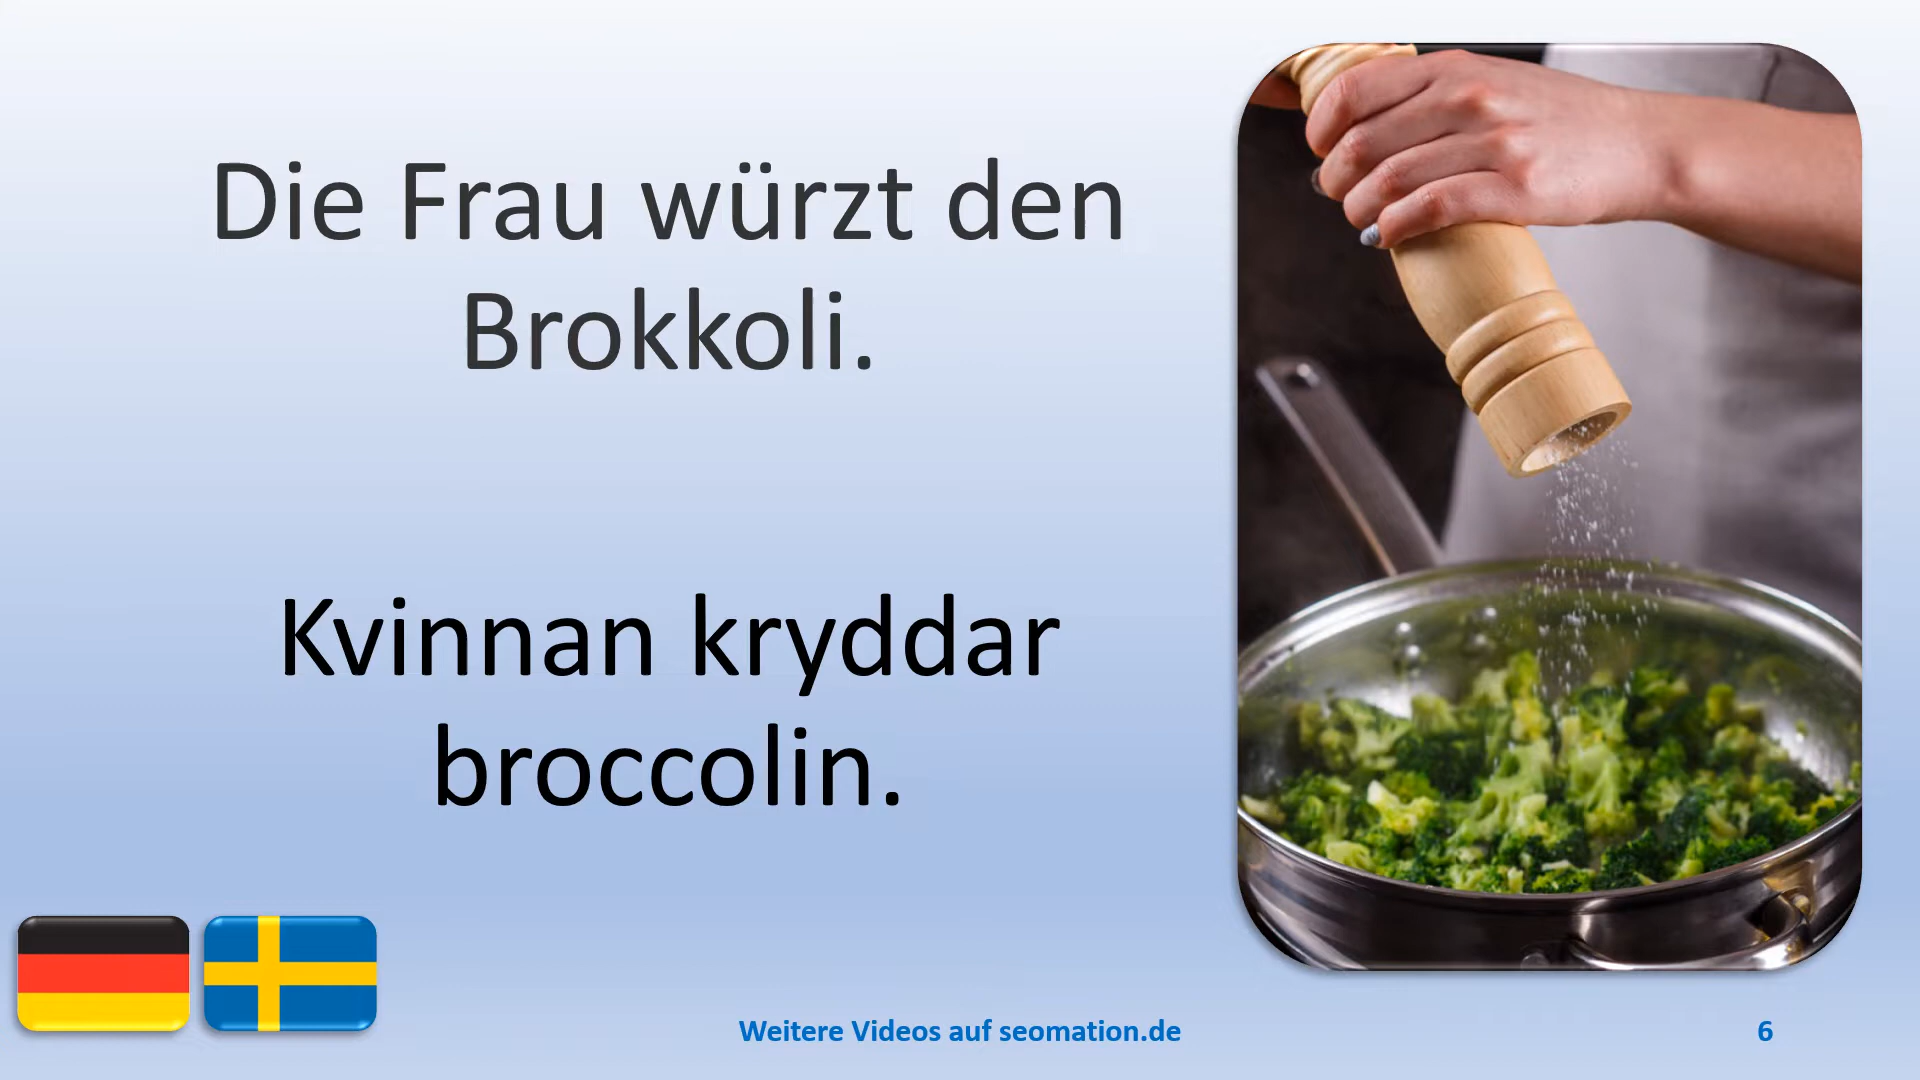 Die Frau würzt den
Brokkoli.
Kvinnan kryddar
broccolin.
Weitere Videos auf seomation.de
6